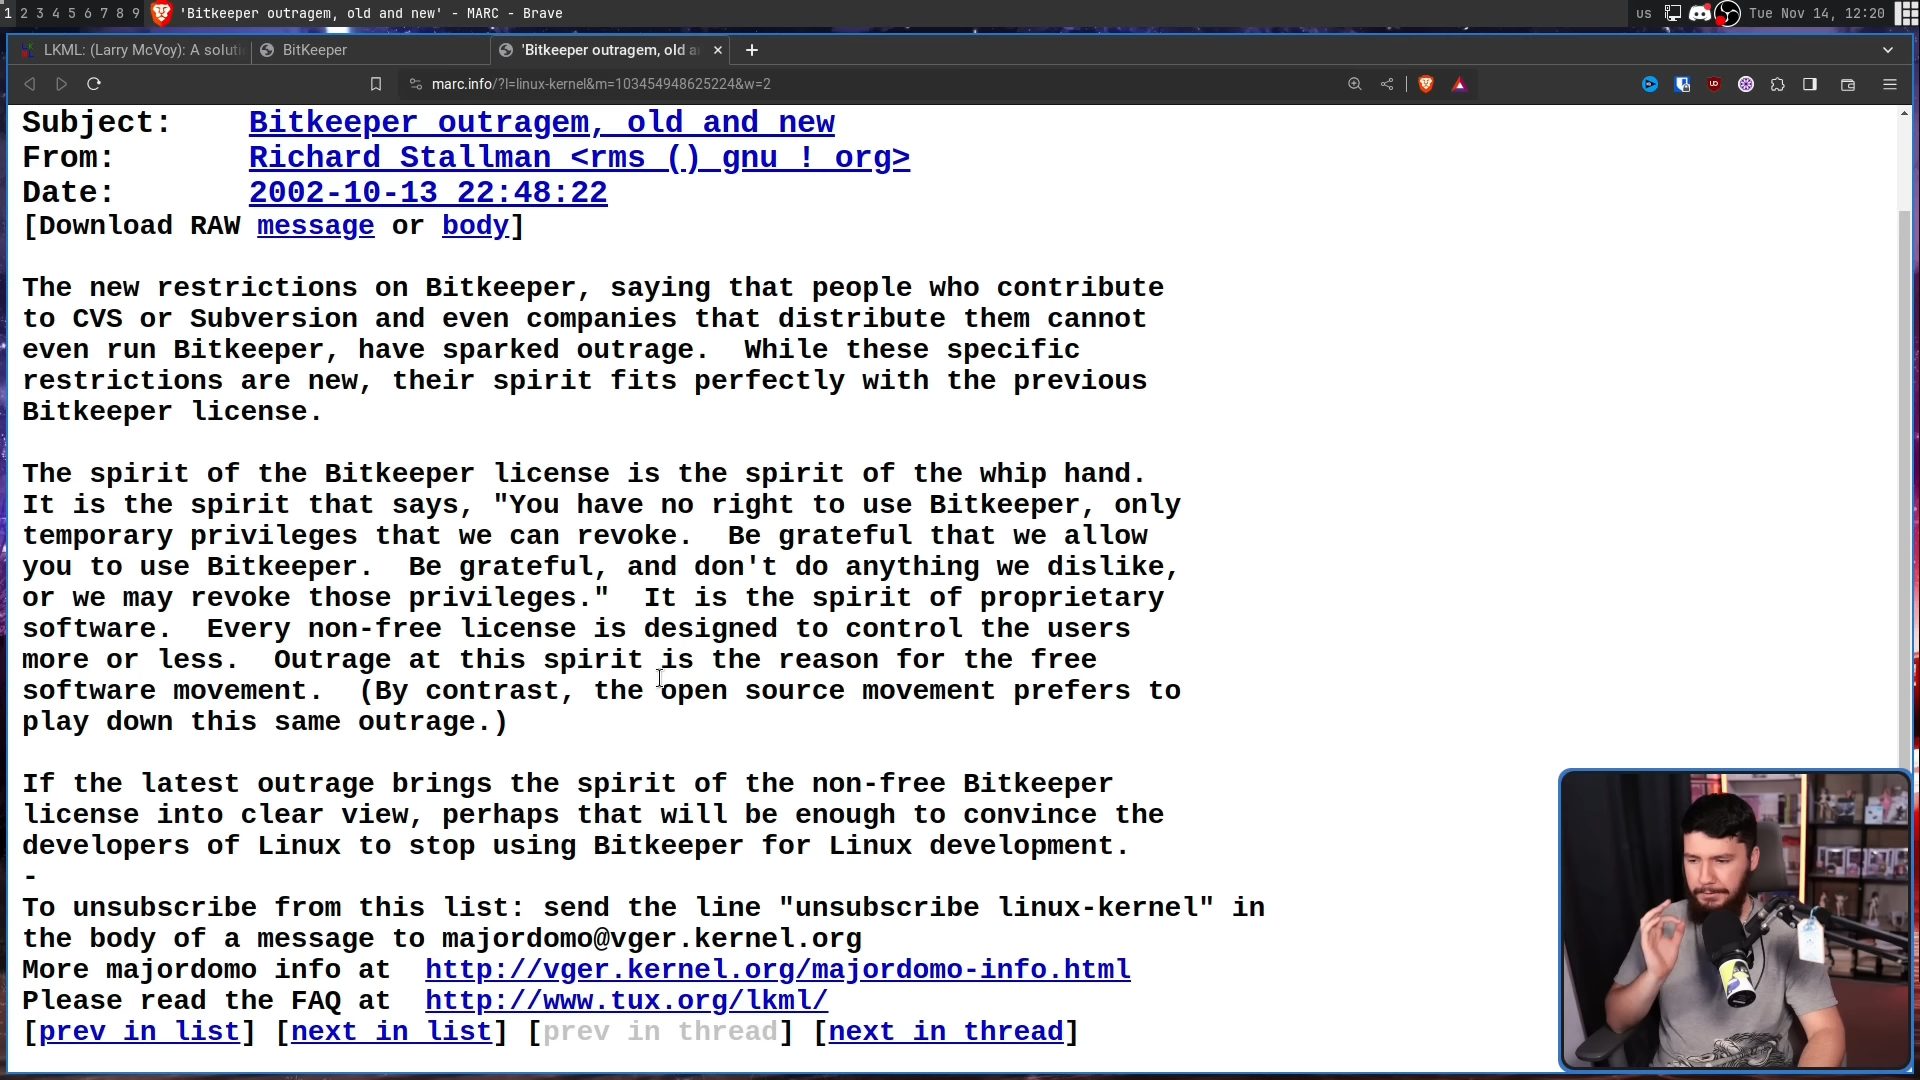 1 2 3 4 5 6 7 8 9 'Bitkeeper outragem, old and new' - MARC - Brave
us Tue Nov 14, 12:20
LKML: (Larry McVoy): A soluti
BitKeeper
'Bitkeeper outragem, old a
marc.info/?l=linux-kernel&m=103454948625224&w=2
Subject: Bitkeeper outragem, old and new
From: Richard Stallman <rms () gnu ! org>
Date: 2002-10-13 22:48:22
[Download RAW message or body]
The new restrictions on Bitkeeper, saying that people who contribute
to CVS or Subversion and even companies that distribute them cannot
even run Bitkeeper, have sparked outrage. While these specific
restrictions are new, their spirit fits perfectly with the previous
Bitkeeper license.
The spirit of the Bitkeeper license is the spirit of the whip hand.
It is the spirit that says, "You have no right to use Bitkeeper, only
temporary privileges that we can revoke. Be grateful that we allow
you to use Bitkeeper. Be grateful, and don't do anything we dislike,
or we may revoke those privileges." It is the spirit of proprietary
software. Every non-free license is designed to control the users
more or less. Outrage at this spirit is the reason for the free
software movement. (By contrast, the open source movement prefers to
play down this same outrage.)
If the latest outrage brings the spirit of the non-free Bitkeeper
license into clear view, perhaps that will be enough to convince the
developers of Linux to stop using Bitkeeper for Linux development.
-
To unsubscribe from this list: send the line "unsubscribe linux-kernel" in
the body of a message to majordomo@vger.kernel.org
More majordomo info at http://vger.kernel.org/majordomo-info.html
Please read the FAQ at http://www.tux.org/lkml/
[prev in list] [next in list] [prev in thread] [next in thread]